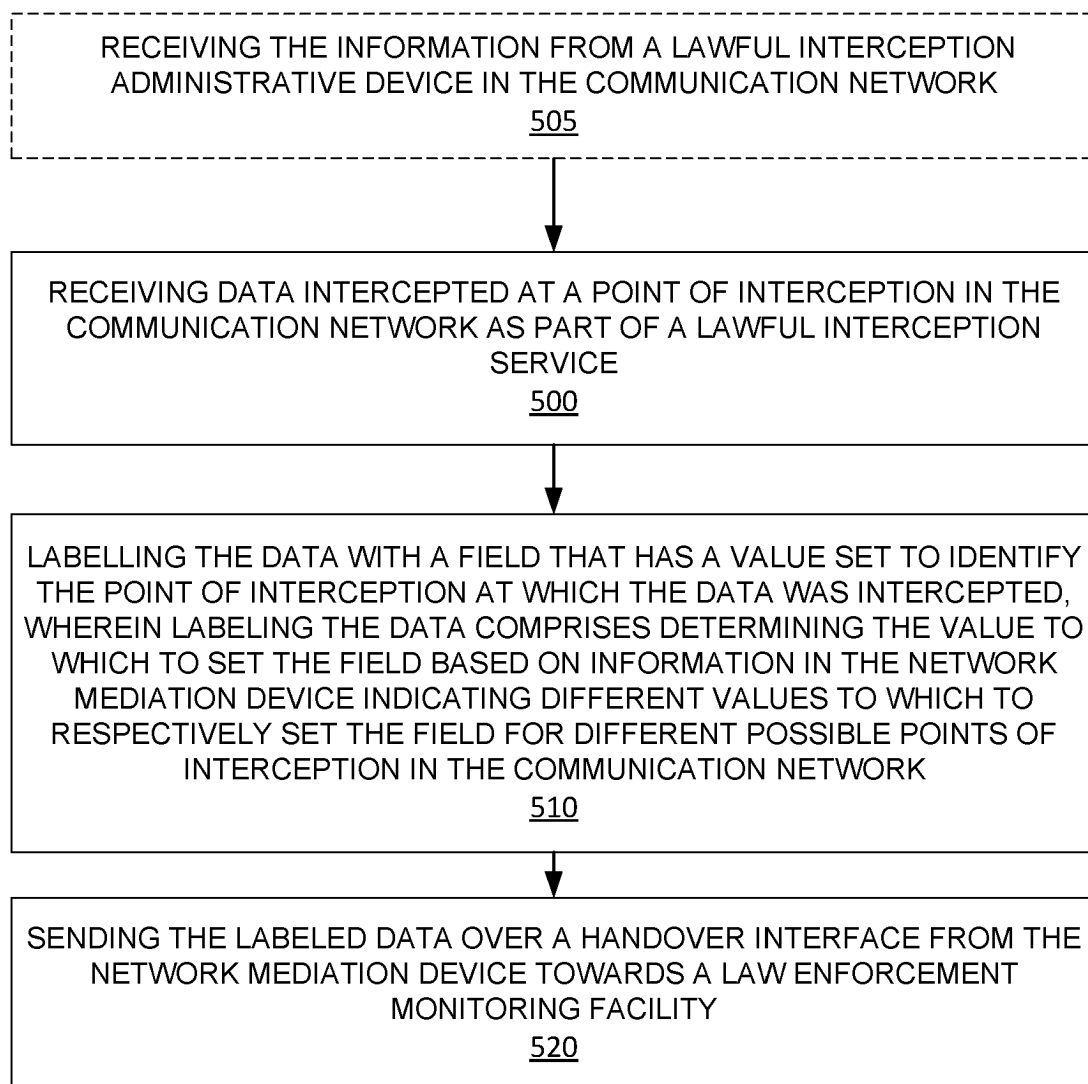 RECEIVING THE INFORMATION FROM A LAWFUL INTERCEPTION
ADMINISTRATIVE DEVICE IN THE COMMUNICATION NETWORK
505
RECEIVING DATA INTERCEPTED AT A POINT OF INTERCEPTION IN THE
COMMUNICATION NETWORK AS PART OF A LAWFUL INTERCEPTION
SERVICE
500
LABELLING THE DATA WITH A FIELD THAT HAS A VALUE SET TO IDENTIFY
THE POINT OF INTERCEPTION AT WHICH THE DATA WAS INTERCEPTED,
WHEREIN LABELING THE DATA COMPRISES DETERMINING THE VALUE TO
WHICH TO SET THE FIELD BASED ON INFORMATION IN THE NETWORK
MEDIATION DEVICE INDICATING DIFFERENT VALUES TO WHICH TO
RESPECTIVELY SET THE FIELD FOR DIFFERENT POSSIBLE POINTS OF
INTERCEPTION IN THE COMMUNICATION NETWORK
510
SENDING THE LABELED DATA OVER A HANDOVER INTERFACE FROM THE
NETWORK MEDIATION DEVICE TOWARDS A LAW ENFORCEMENT
MONITORING FACILITY
520